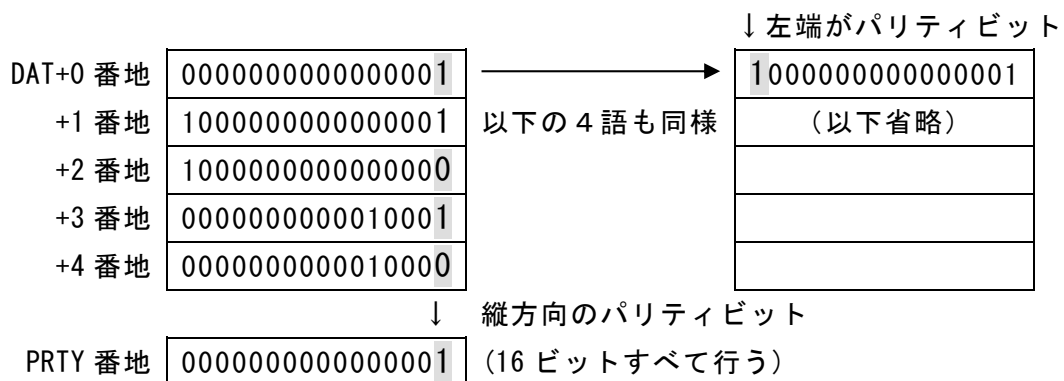 ↓左端がパリティビット
DAT+0 番地 0000000000000001 1000000000000001
+1 番地 1000000000000001 以下の４語も同様 （以下省略）
+2 番地 1000000000000000
+3 番地 0000000000010001
+4 番地 0000000000010000
↓ 縦方向のパリティビット
PRTY 番地 0000000000000001 (16 ビットすべて行う)